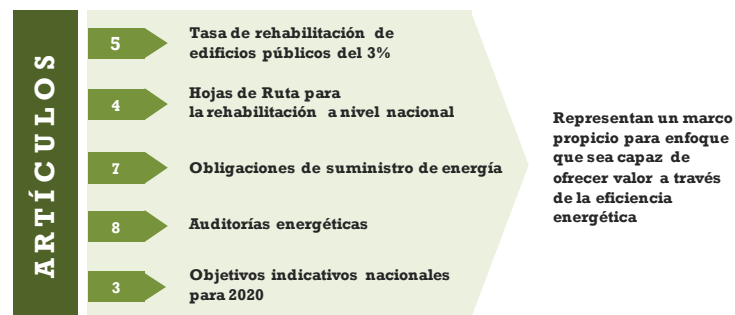 ARTÍCULOS
5
Tasa de rehabilitación de
edificios públicos del 3%
4
Hojas de Ruta para
la rehabilitación a nivel nacional
7
Obligaciones de suministro de energía
8
Auditorías energéticas
3
Objetivos indicativos nacionales
para 2020
Representan un marco
propicio para enfoque
que sea capaz de
ofrecer valor a través
de la eficiencia
energética